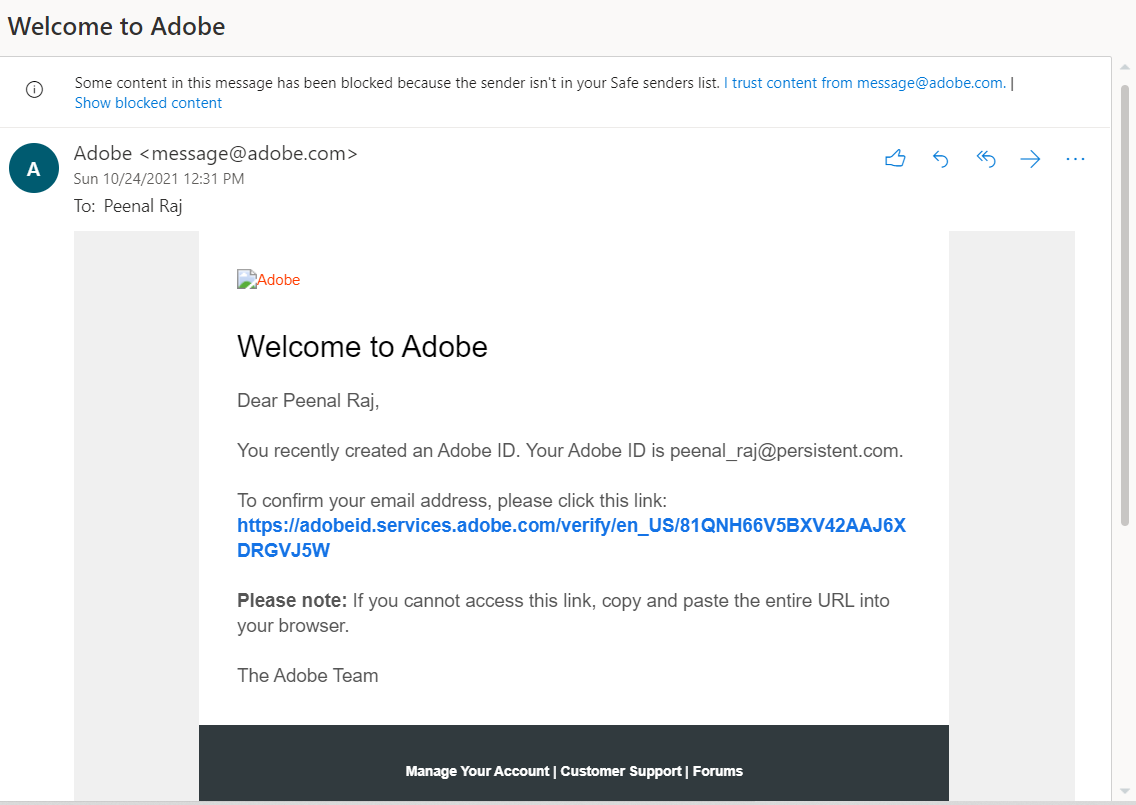 Welcome to Adobe
Some content in this message has been blocked because the sender isn't in your Safe senders list. I trust content from message@adobe.com. |
Show blocked content
A
Adobe <message@adobe.com>
Sun 10/24/2021 12:31 PM
To: Peenal Raj
Adobe
Welcome to Adobe
Dear Peenal Raj,
You recently created an Adobe ID. Your Adobe ID is peenal_raj@persistent.com.
To confirm your email address, please click this link:
https://adobeid.services.adobe.com/verify/en_US/81QNH66V5BXV42AAJ6X
DRGVJ5W
Please note: If you cannot access this link, copy and paste the entire URL into
your browser.
The Adobe Team
Manage Your Account | Customer Support | Forums